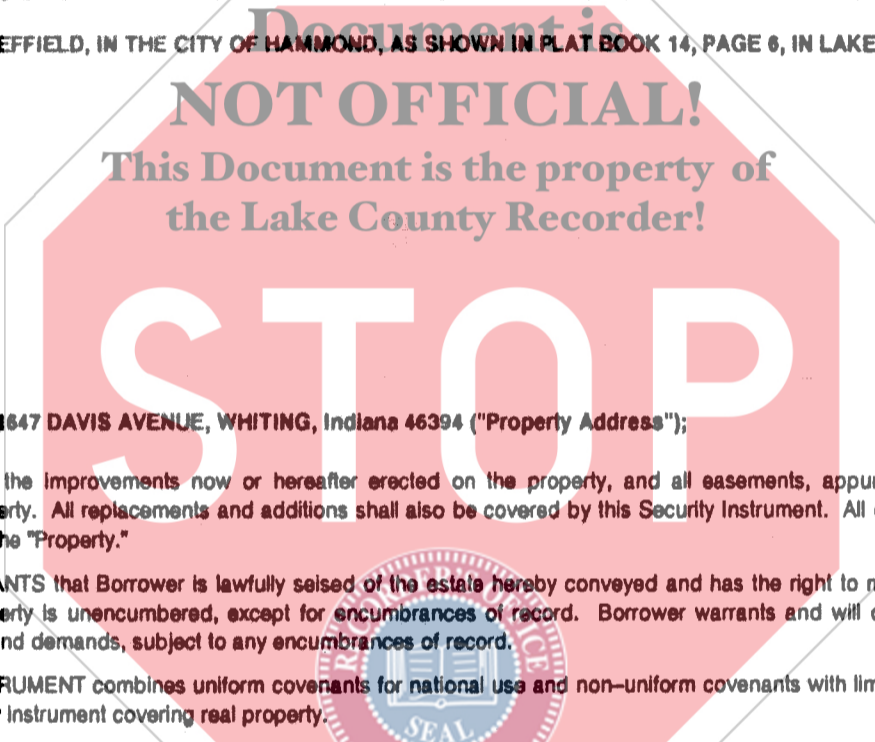 Document is
EFFIELD, IN THE CITY OF HAMMOND, AS SHOWN IN PLAT BOOK 14, PAGE 6, IN LAKE
NOT OFFICIAL!
This Document is the property of
the Lake County Recorder!
STOP
1647 DAVIS AVENUE, WHITING, Indiana 46394 ("Property Address");
the improvements now or hereafter erected on the property, and all easements, appur
erty. All replacements and additions shall also be covered by this Security Instrument. All
he "Property."
ANTS that Borrower is lawfully seised of the estate hereby conveyed and has the right to m
erty is unencumbered, except for encumbrances of record. Borrower warrants and will
nd demands, subject to any encumbrances of record.
RUMENT combines uniform covenants for national use and non–uniform covenants with lim
instrument covering real property.
RECORDER'S OFFICE
SEAL